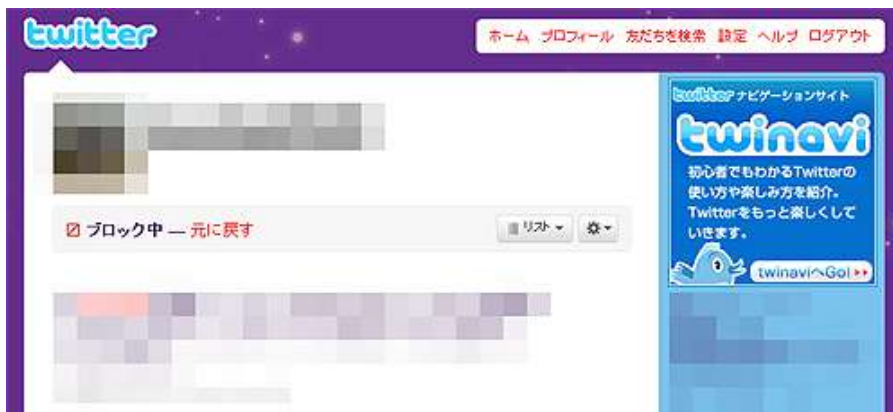 twitter
ホーム プロフィール 友だちを検索 設定 ヘルプ ログアウト
twitter ナビゲーションサイト
twinavi
初心者でもわかるTwitterの
使い方や楽しみ方を紹介。
Twitterをもっと楽しくして
いきます。
ブロック中 — 元に戻す
リスト
twinaviへGo!